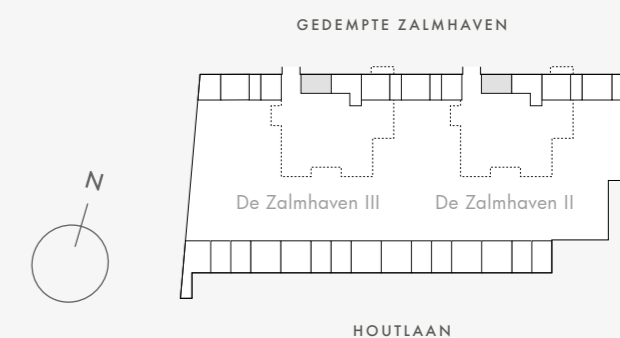 GEDEMPTE ZALMHAVEN
N
De Zalmhaven III
De Zalmhaven II
HOUTLAAN